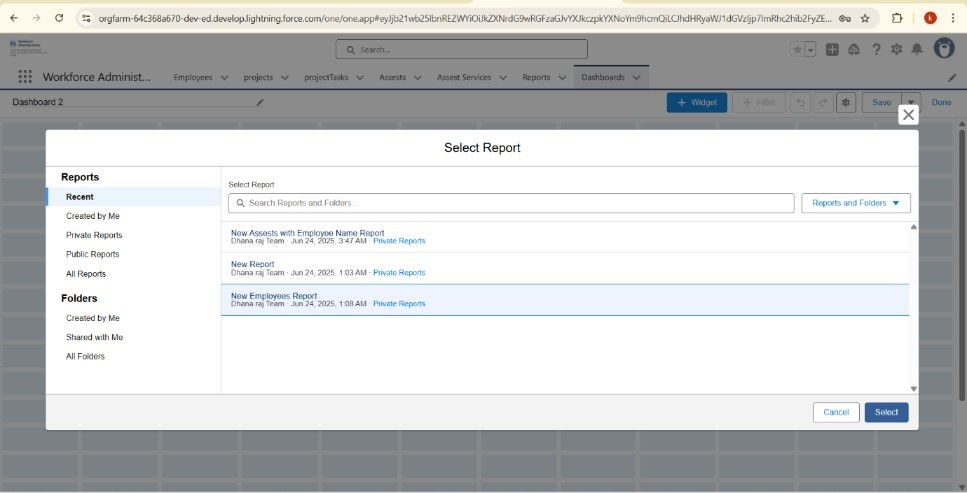 orgfarm-64c368a670-dev-ed.develop.lightning.force.com/one/one.app#eyJjb21wb25lbnREZWYiOiJkZXNrdG9wRGFzaGJvYXJkczpkYXNoYm9hcmQiLCJhdHRyaWJ1dGVzIjp7InJlY29yZ...
k
Search...
Workforce Administ...
Employees
projects
projectTasks
Assests
Assest Services
Reports
Dashboards
Dashboard 2
+ Widget
+ Filter
Save
Done
Select Report
Reports
Recent
Created by Me
Private Reports
Public Reports
All Reports
Folders
Created by Me
Shared with Me
All Folders
Select Report
Search Reports and Folders...
Reports and Folders
New Assests with Employee Name Report
Dhana raj Team · Jun 24, 2025, 3:47 AM · Private Reports
New Report
Dhana raj Team · Jun 24, 2025, 1:03 AM · Private Reports
New Employees Report
Dhana raj Team · Jun 24, 2025, 1:08 AM · Private Reports
Cancel
Select